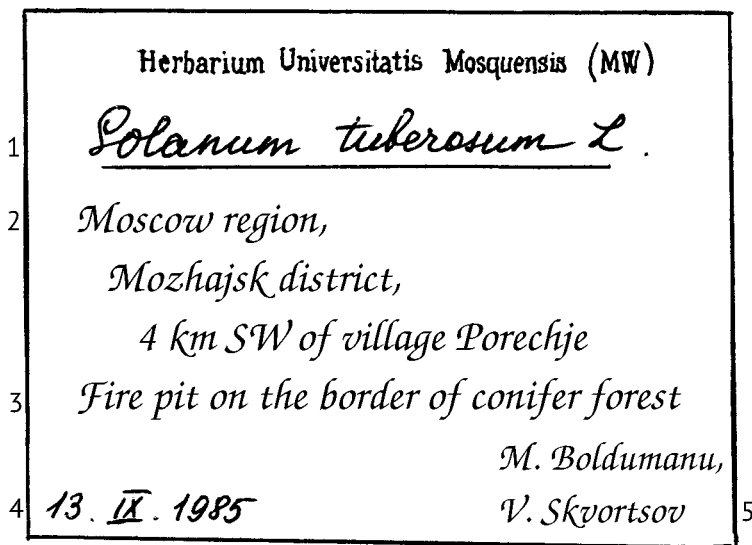 Herbarium Universitatis Mosquensis (MW)
1 Solanum tuberosum L.
2 Moscow region,
Mozhajsk district,
4 km SW of village Porechje
3 Fire pit on the border of conifer forest
M. Boldumanu,
4 13. IX. 1985 V. Skvortsov 5